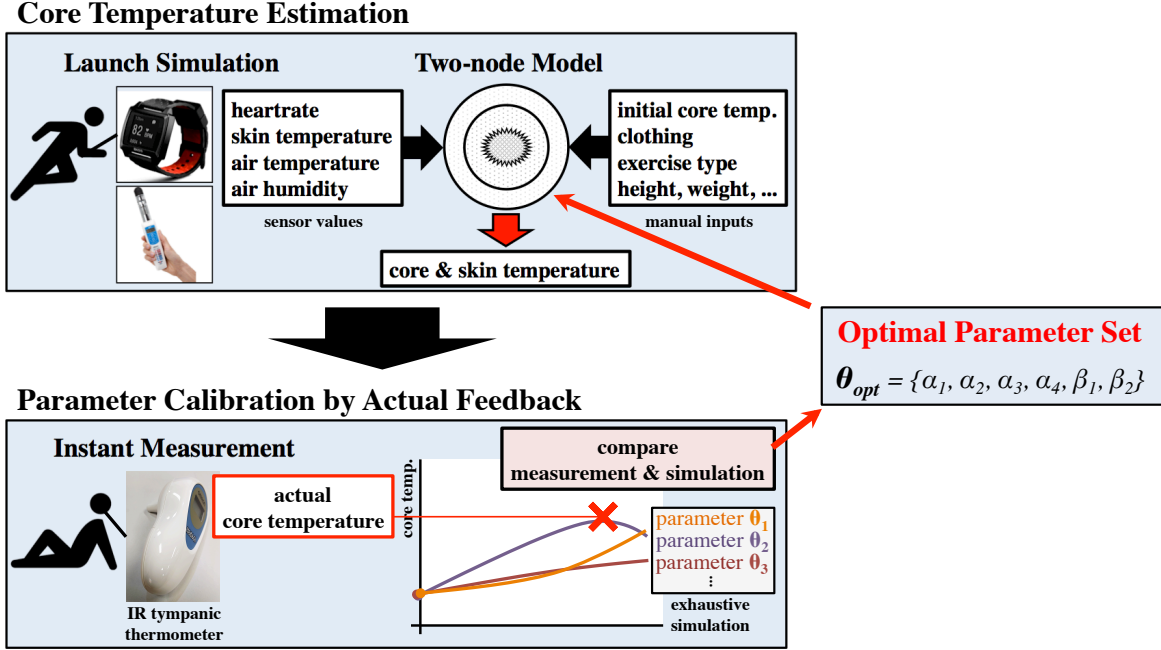 Core Temperature Estimation
Launch Simulation
Two-node Model
82
BPM
heartrate
skin temperature
air temperature
air humidity
sensor values
initial core temp.
clothing
exercise type
height, weight, ...
manual inputs
core & skin temperature
Optimal Parameter Set
θopt = {α1, α2, α3, α4, β1, β2}
Parameter Calibration by Actual Feedback
Instant Measurement
compare
measurement & simulation
actual
core temperature
core temp.
parameter θ1
parameter θ2
parameter θ3
⋮
IR tympanic
thermometer
exhaustive
simulation